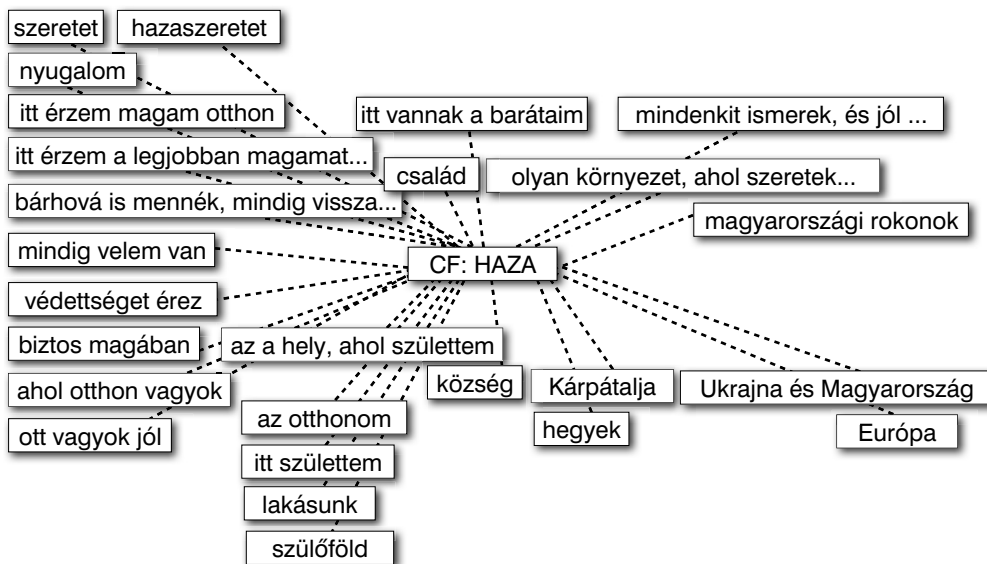 szeretet
hazaszeretet
nyugalom
itt érzem magam otthon
itt vannak a barátaim
mindenkit ismerek, és jól ...
itt érzem a legjobban magamat...
család
olyan környezet, ahol szeretek...
bárhová is mennék, mindig vissza...
magyarországi rokonok
mindig velem van
CF: HAZA
védettséget érez
biztos magában
az a hely, ahol születtem
ahol otthon vagyok
község
Kárpátalja
Ukrajna és Magyarország
az otthonom
hegyek
Európa
ott vagyok jól
itt születtem
lakásunk
szülőföld